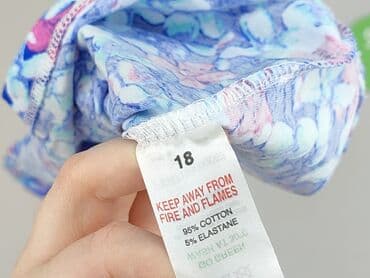 18
KEEP AWAY FROM
FIRE AND FLAMES
95% COTTON
5% ELASTANE